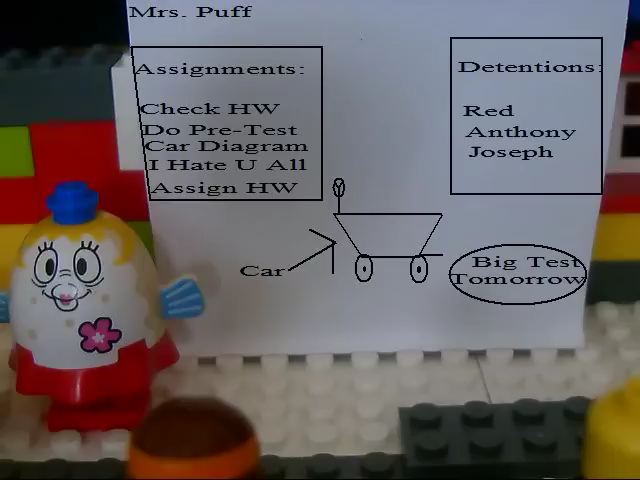 Mrs. Puff
Assignments:
Check HW
Do Pre-Test
Car Diagram
I Hate U All
Assign HW
Detentions:
Red
Anthony
Joseph
Car
Big Test
Tomorrow